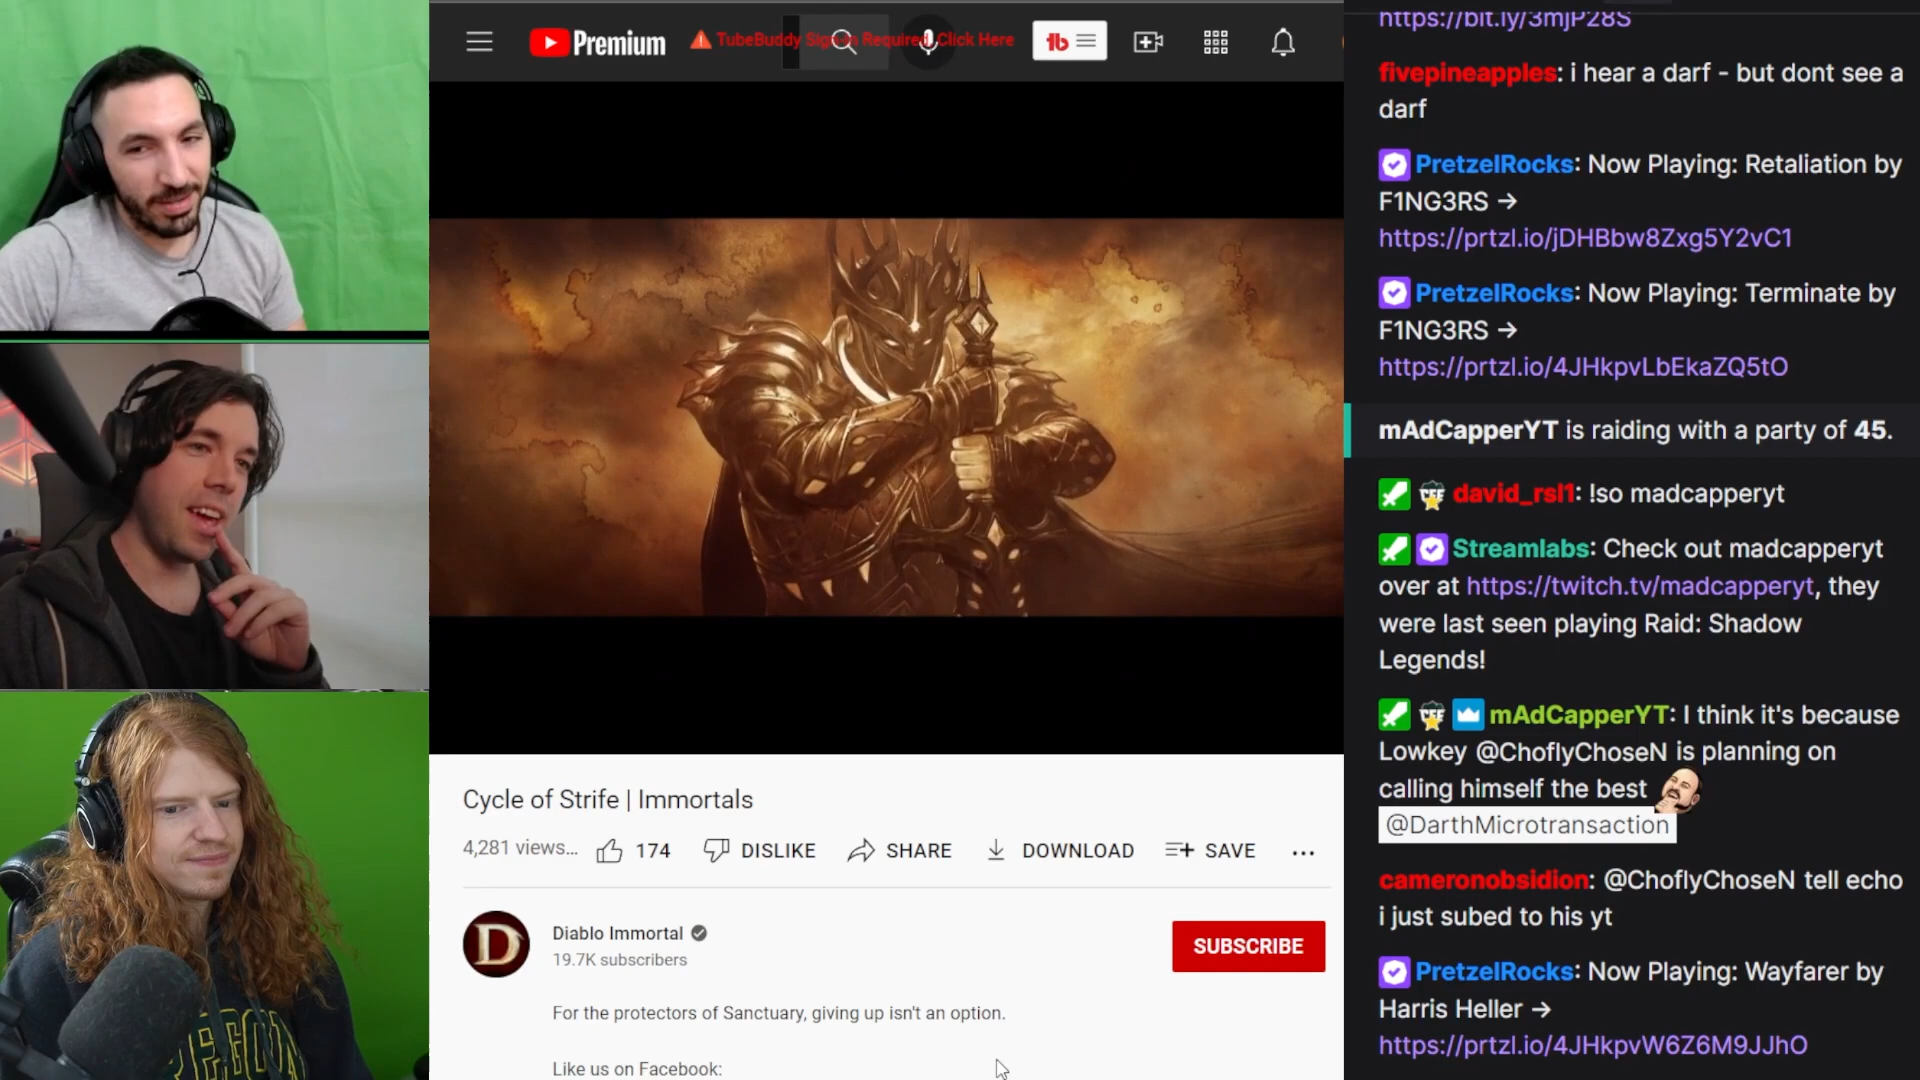 Premium
TubeBuddy Sign-in Required, Click Here
Cycle of Strife | Immortals
4,281 views...
174
DISLIKE
SHARE
DOWNLOAD
SAVE
...
D
Diablo Immortal
19.7K subscribers
SUBSCRIBE
For the protectors of Sanctuary, giving up isn't an option.
Like us on Facebook:
https://bit.ly/3mjP28S
fivepineapples: i hear a darf - but dont see a
darf
PretzelRocks: Now Playing: Retaliation by
F1NG3RS →
https://prtzl.io/jDHBbw8Zxg5Y2vC1
PretzelRocks: Now Playing: Terminate by
F1NG3RS →
https://prtzl.io/4JHkpvLbEkaZQ5tO
mAdCapperYT is raiding with a party of 45.
david_rsl1: !so madcapperyt
Streamlabs: Check out madcapperyt
over at https://twitch.tv/madcapperyt, they
were last seen playing Raid: Shadow
Legends!
mAdCapperYT: I think it's because
Lowkey @ChoflyChoseN is planning on
calling himself the best
@DarthMicrotransaction
cameronobsidion: @ChoflyChoseN tell echo
i just subed to his yt
PretzelRocks: Now Playing: Wayfarer by
Harris Heller →
https://prtzl.io/4JHkpvW6Z6M9JJhO